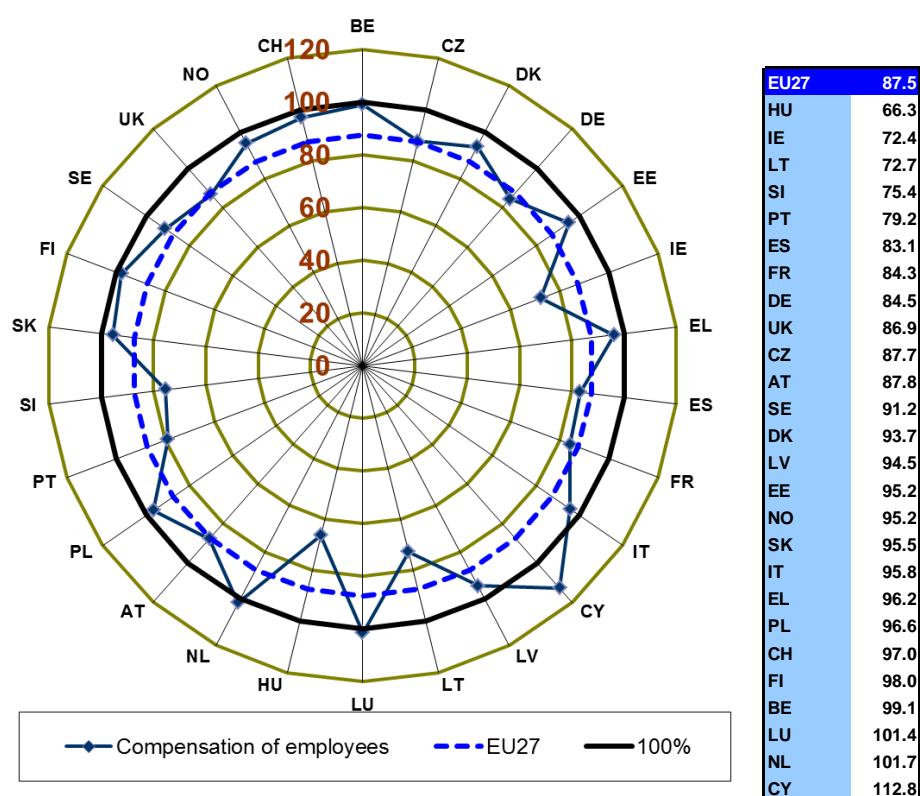 BE
CZ
DK
DE
EE
IE
EL
ES
FR
IT
CY
LV
LT
LU
HU
NL
AT
PL
PT
SI
SK
FI
SE
UK
NO
CH
120
100
80
60
40
20
0
Compensation of employees EU27 100%
EU27 87.5
HU 66.3
IE 72.4
LT 72.7
SI 75.4
PT 79.2
ES 83.1
FR 84.3
DE 84.5
UK 86.9
CZ 87.7
AT 87.8
SE 91.2
DK 93.7
LV 94.5
EE 95.2
NO 95.2
SK 95.5
IT 95.8
EL 96.2
PL 96.6
CH 97.0
FI 98.0
BE 99.1
LU 101.4
NL 101.7
CY 112.8